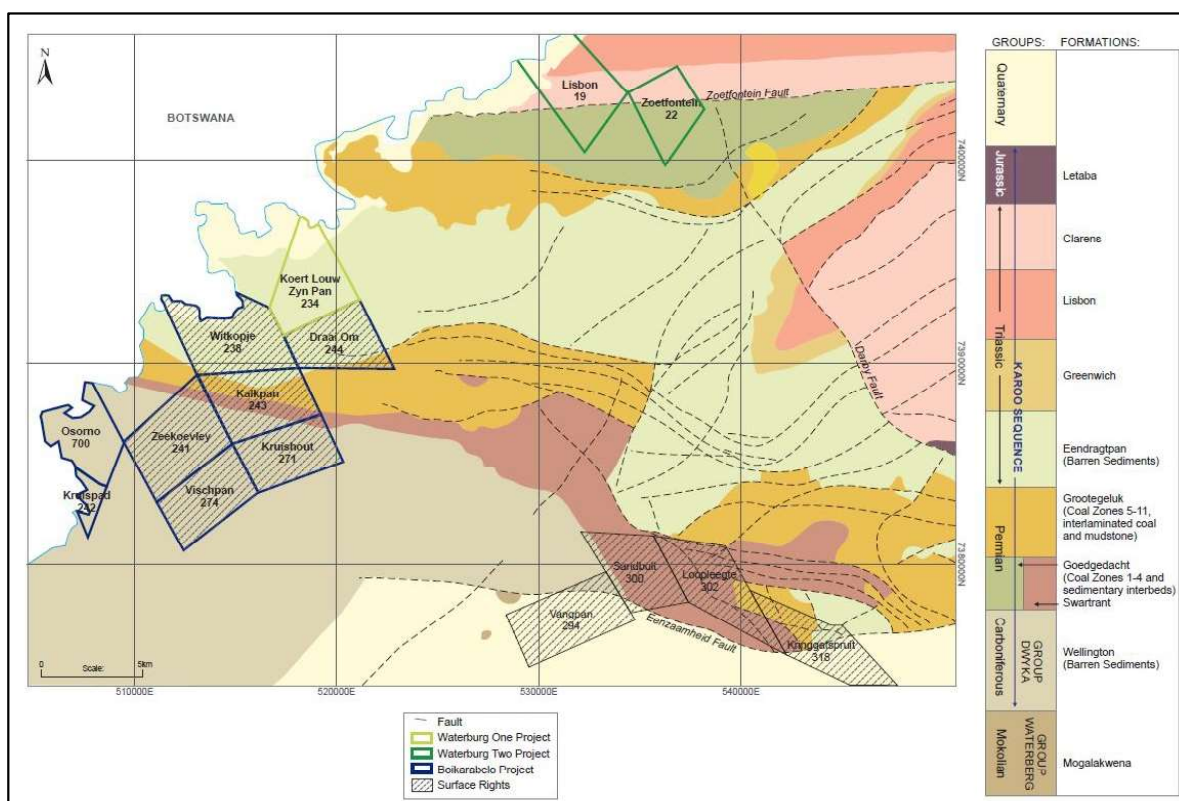 N
BOTSWANA
Lisbon
19
Zoetfontein
22
Zoetfontein Fault
7400000N
Koert Louw
Zyn Pan
234
Witkopje
238
Draai Om
244
7390000N
Darby Fault
Kalkpan
243
Osorno
700
Zeekoevley
241
Kruishout
271
Vischpan
274
Kruispad
242
7380000N
Sandbult
300
Loopleegte
302
Vangpan
294
Eenzaamheid Fault
Kringgatspruit
318
0
Scale:
5km
510000E
520000E
530000E
540000E
Fault
Waterburg One Project
Waterburg Two Project
Boikarabelo Project
Surface Rights
GROUPS:
FORMATIONS:
Quaternary
Jurassic
Letaba
Clarens
Triassic
Lisbon
KAROO SEQUENCE
Greenwich
Eendragtpan
(Barren Sediments)
Permian
Grootegeluk
(Coal Zones 5-11,
interlaminated coal
and mudstone)
Goedgedacht
(Coal Zones 1-4 and
sedimentary interbeds)
Swartrant
Carboniferous
GROUP
DWYKA
Wellington
(Barren Sediments)
Mokolian
GROUP
WATERBERG
Mogalakwena